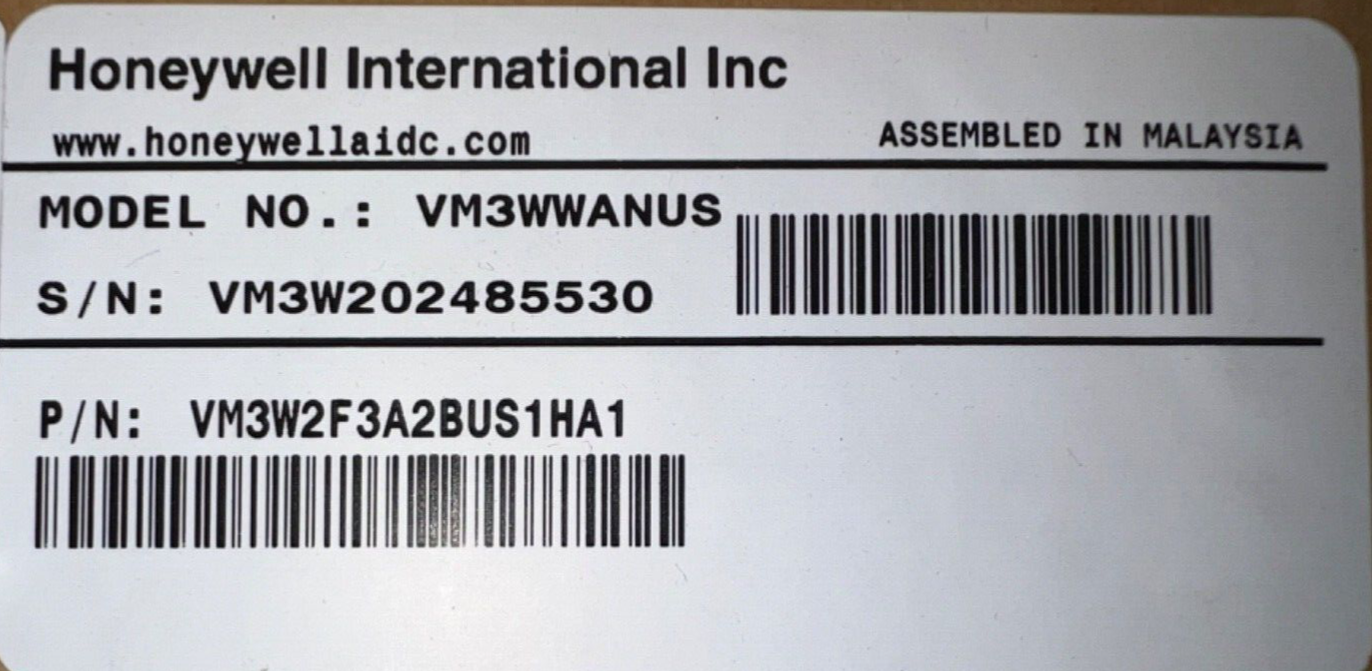 Honeywell International Inc
www.honeywellaidc.com
ASSEMBLED IN MALAYSIA
MODEL NO.: VM3WWANUS
S/N: VM3W202485530
P/N: VM3W2F3A2BUS1HA1